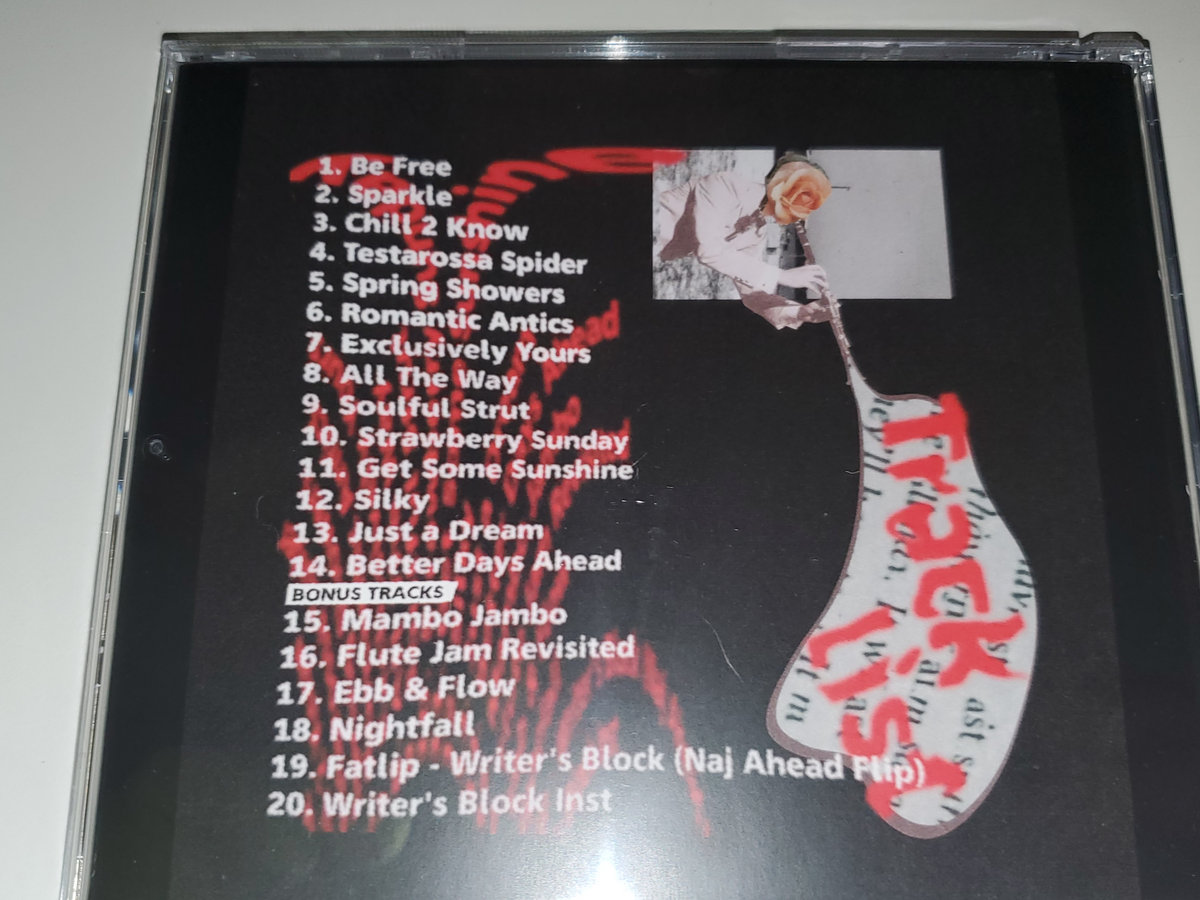 1. Be Free
2. Sparkle
3. Chill 2 Know
4. Testarossa Spider
5. Spring Showers
6. Romantic Antics
7. Exclusively Yours
8. All The Way
9. Soulful Strut
10. Strawberry Sunday
11. Get Some Sunshine
12. Silky
13. Just a Dream
14. Better Days Ahead
BONUS TRACKS
15. Mambo Jambo
16. Flute Jam Revisited
17. Ebb & Flow
18. Nightfall
19. Fatlip - Writer's Block (Naj Ahead Flip)
20. Writer's Block Inst
Track
List